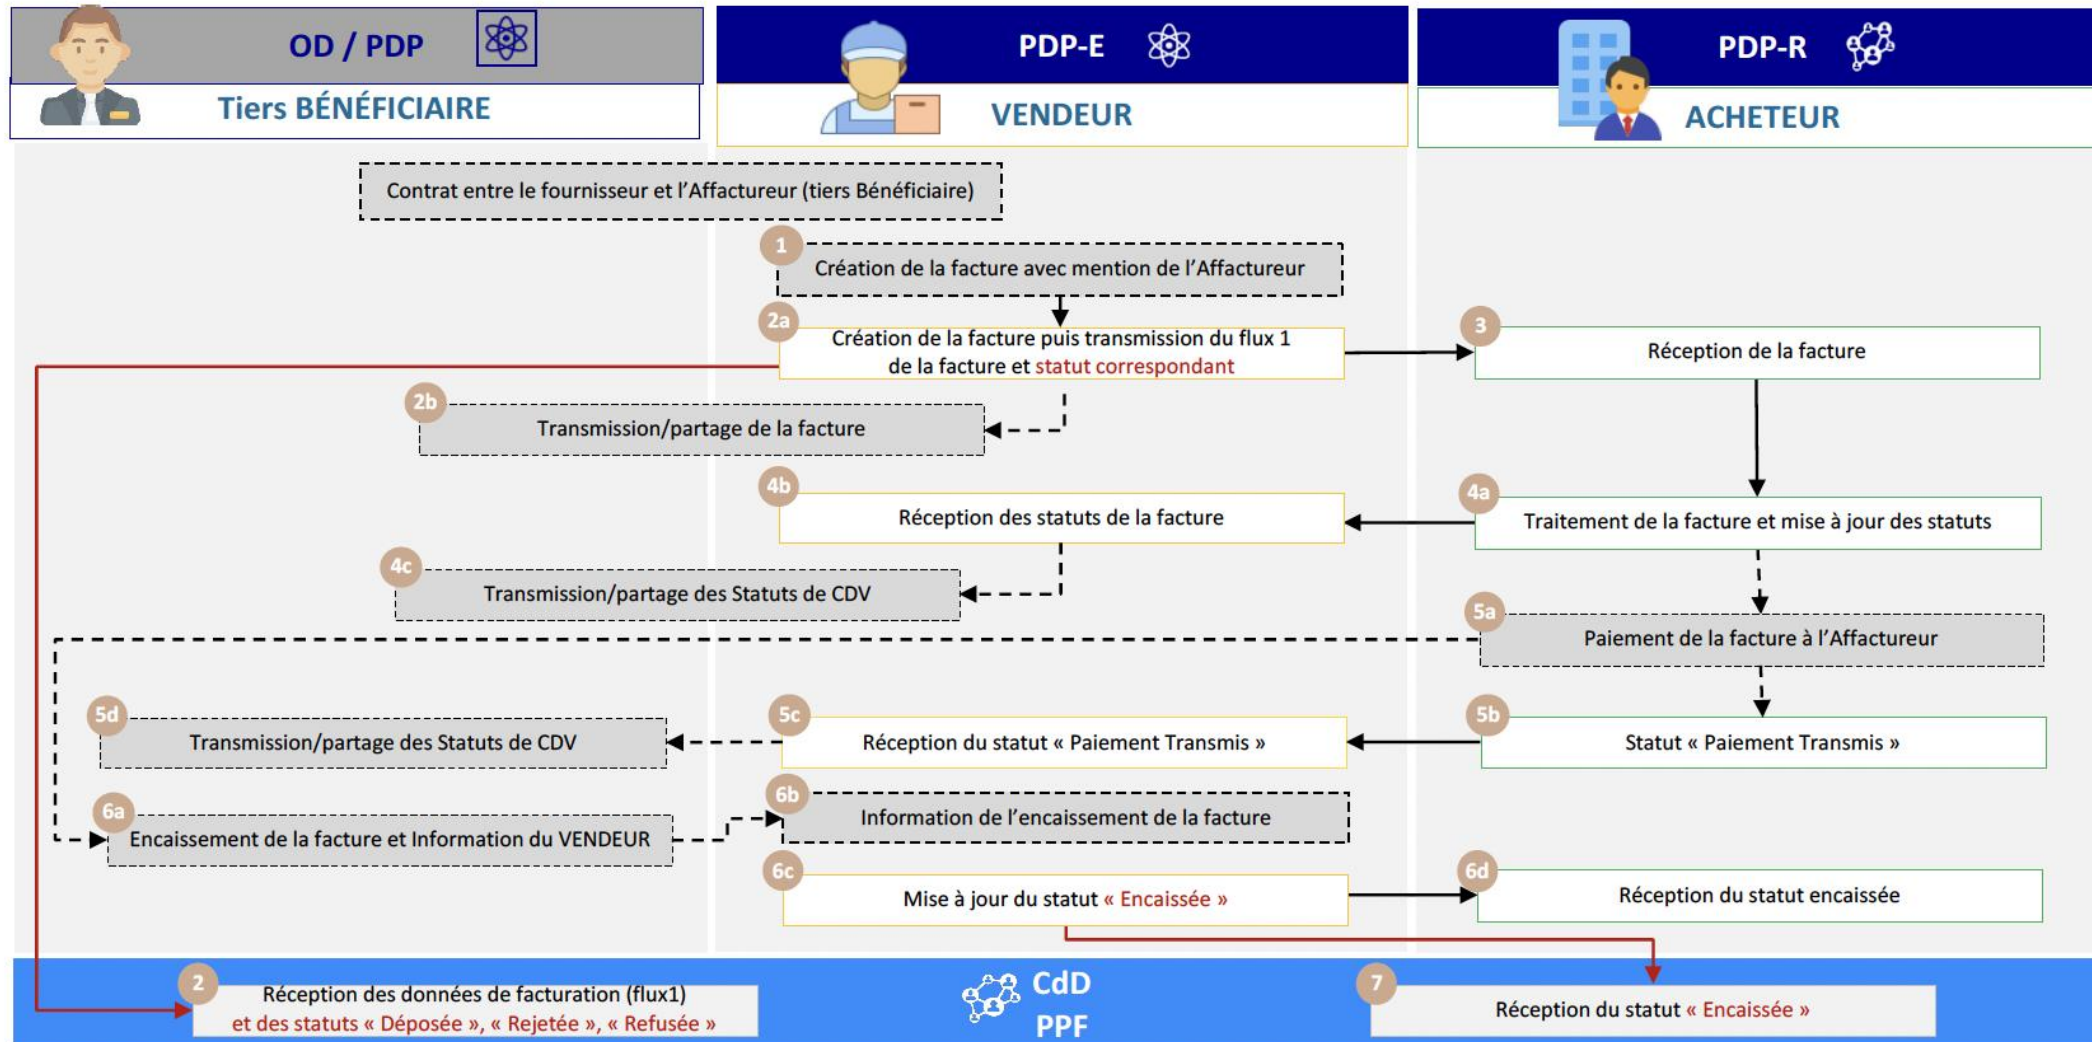 OD / PDP
PDP-E
PDP-R
Tiers BÉNÉFICIAIRE
VENDEUR
ACHETEUR
Contrat entre le fournisseur et l'Affactureur (tiers Bénéficiaire)
1
Création de la facture avec mention de l'Affactureur
2a
Création de la facture puis transmission du flux 1
de la facture et statut correspondant
3
Réception de la facture
2b
Transmission/partage de la facture
4b
Réception des statuts de la facture
4a
Traitement de la facture et mise à jour des statuts
4c
Transmission/partage des Statuts de CDV
5a
Paiement de la facture à l'Affactureur
5d
Transmission/partage des Statuts de CDV
5c
Réception du statut « Paiement Transmis »
5b
Statut « Paiement Transmis »
6a
Encaissement de la facture et Information du VENDEUR
6b
Information de l'encaissement de la facture
6c
Mise à jour du statut « Encaissée »
6d
Réception du statut encaissée
2
Réception des données de facturation (flux1)
et des statuts « Déposée », « Rejetée », « Refusée »
CdD
PPF
7
Réception du statut « Encaissée »